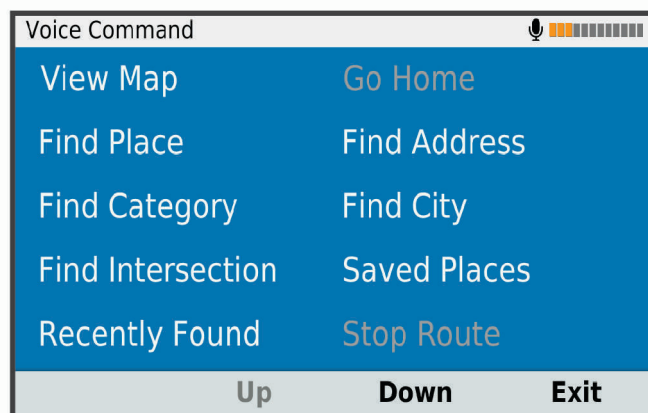 Voice Command
View Map Go Home
Find Place Find Address
Find Category Find City
Find Intersection Saved Places
Recently Found Stop Route
Up Down Exit